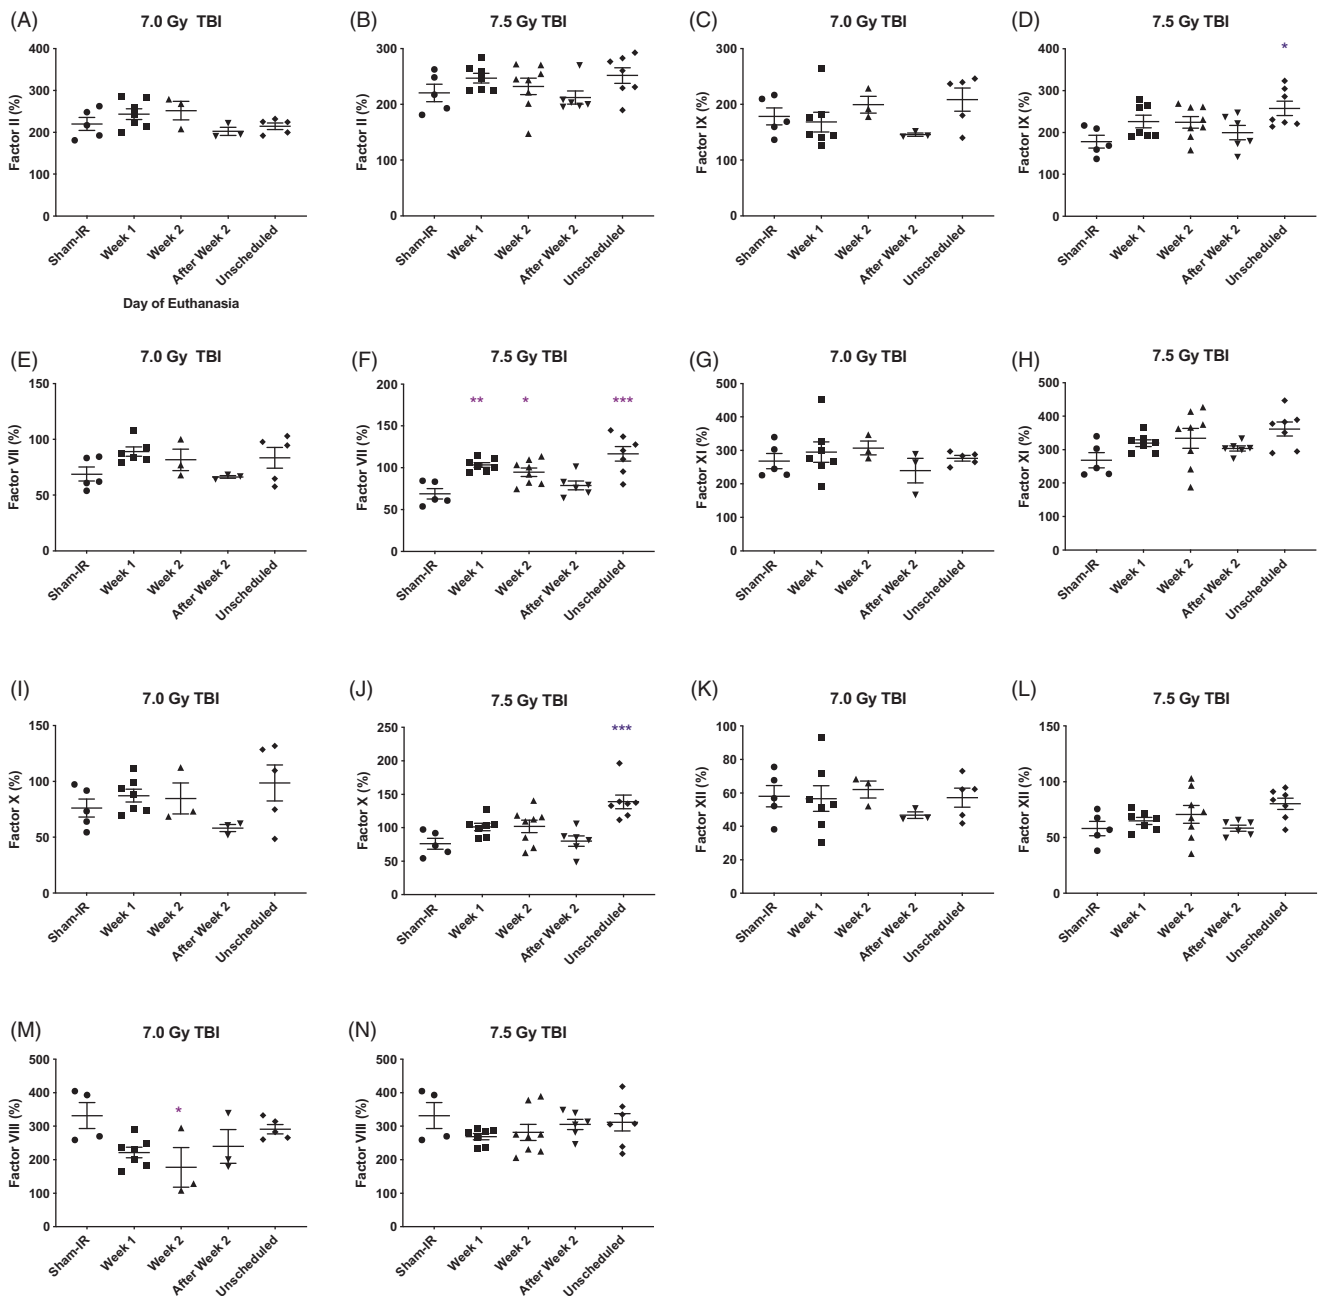 (A) 7.0 Gy TBI
Factor II (%)
400
300
200
100
0
Sham-IR
Week 1
Week 2
After Week 2
Unscheduled
Day of Euthanasia
(B) 7.5 Gy TBI
Factor II (%)
300
200
100
0
Sham-IR
Week 1
Week 2
After Week 2
Unscheduled
(C) 7.0 Gy TBI
Factor IX (%)
300
200
100
0
Sham-IR
Week 1
Week 2
After Week 2
Unscheduled
(D) 7.5 Gy TBI
*
Factor IX (%)
400
300
200
100
0
Sham-IR
Week 1
Week 2
After Week 2
Unscheduled
(E) 7.0 Gy TBI
Factor VII (%)
150
100
50
0
Sham-IR
Week 1
Week 2
After Week 2
Unscheduled
(F) 7.5 Gy TBI
** * ***
Factor VII (%)
200
150
100
50
0
Sham-IR
Week 1
Week 2
After Week 2
Unscheduled
(G) 7.0 Gy TBI
Factor XI (%)
500
400
300
200
100
0
Sham-IR
Week 1
Week 2
After Week 2
Unscheduled
(H) 7.5 Gy TBI
Factor XI (%)
500
400
300
200
100
0
Sham-IR
Week 1
Week 2
After Week 2
Unscheduled
(I) 7.0 Gy TBI
Factor X (%)
150
100
50
0
Sham-IR
Week 1
Week 2
After Week 2
Unscheduled
(J) 7.5 Gy TBI
***
Factor X (%)
250
200
150
100
50
0
Sham-IR
Week 1
Week 2
After Week 2
Unscheduled
(K) 7.0 Gy TBI
Factor XII (%)
100
80
60
40
20
0
Sham-IR
Week 1
Week 2
After Week 2
Unscheduled
(L) 7.5 Gy TBI
Factor XII (%)
150
100
50
0
Sham-IR
Week 1
Week 2
After Week 2
Unscheduled
(M) 7.0 Gy TBI
*
Factor VIII (%)
500
400
300
200
100
0
Sham-IR
Week 1
Week 2
After Week 2
Unscheduled
(N) 7.5 Gy TBI
Factor VIII (%)
500
400
300
200
100
0
Sham-IR
Week 1
Week 2
After Week 2
Unscheduled